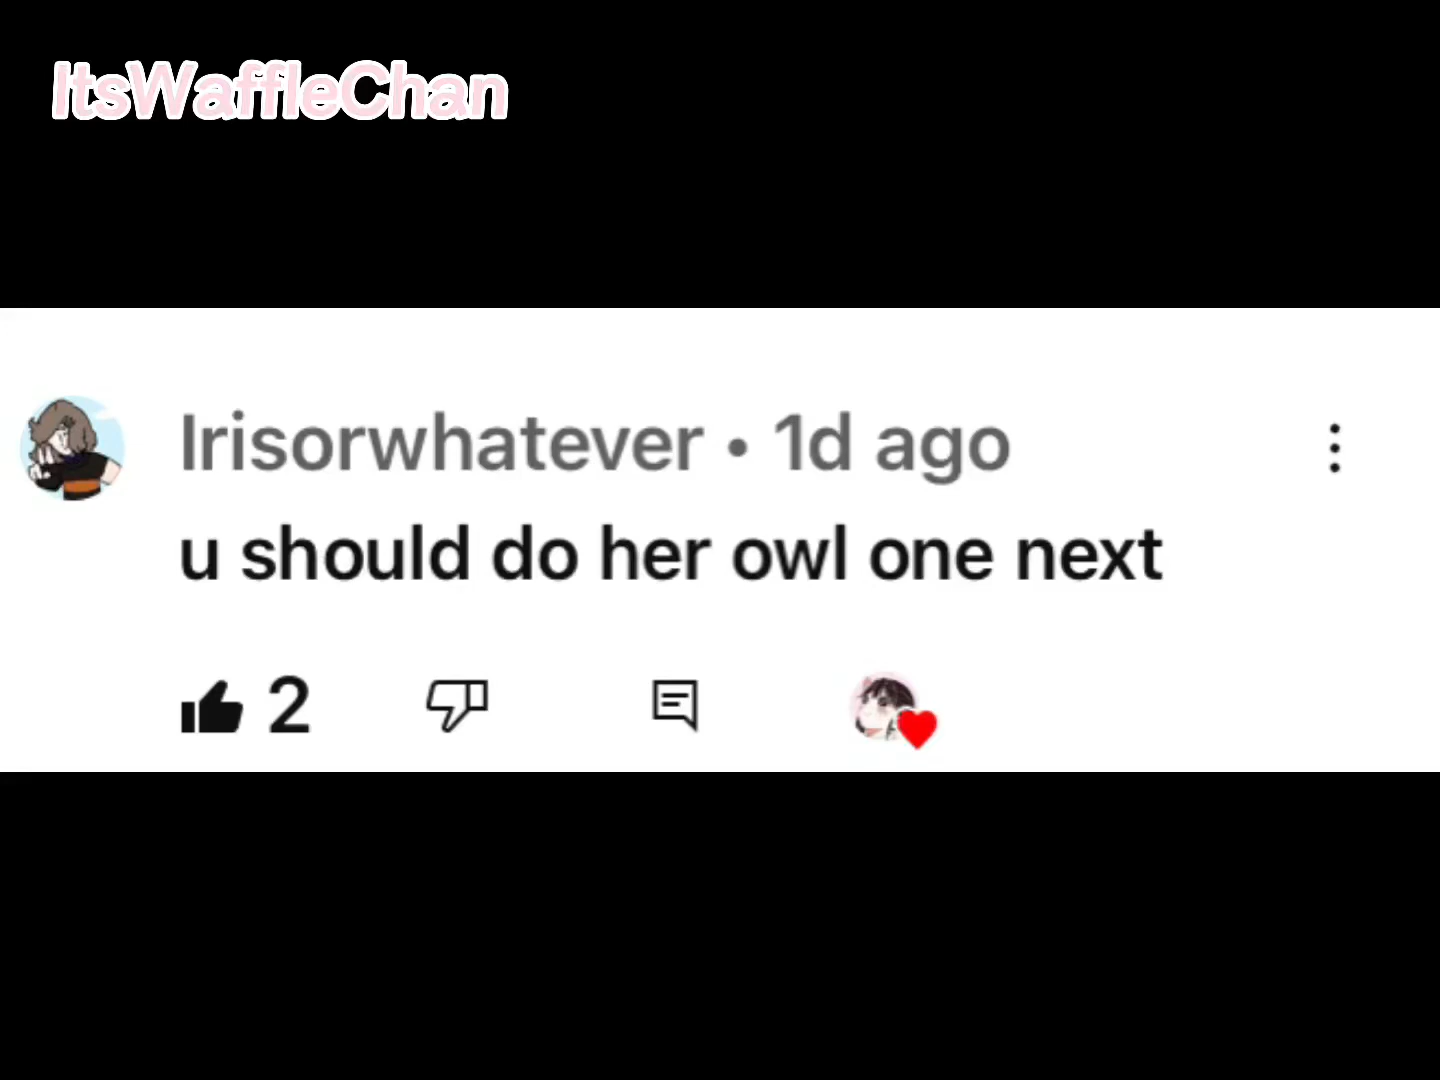 ItsWaffleChan
Irisorwhatever • 1d ago
u should do her owl one next
2